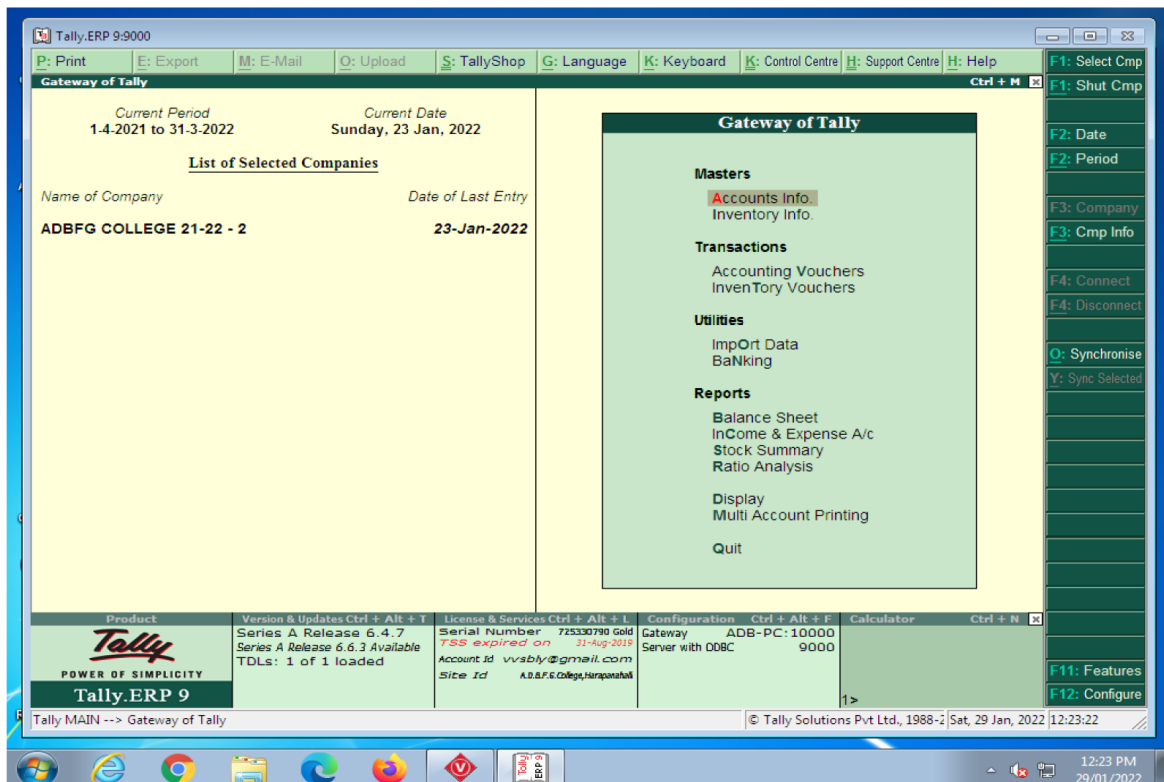 Tally.ERP 9:9000
P: Print E: Export M: E-Mail O: Upload S: TallyShop G: Language K: Keyboard K: Control Centre H: Support Centre H: Help
Gateway of Tally Ctrl + M
Current Period Current Date
1-4-2021 to 31-3-2022 Sunday, 23 Jan, 2022
List of Selected Companies
Name of Company Date of Last Entry
ADBFG COLLEGE 21-22 - 2 23-Jan-2022
Gateway of Tally
Masters
Accounts Info.
Inventory Info.
Transactions
Accounting Vouchers
InvenTory Vouchers
Utilities
ImpOrt Data
BaNking
Reports
Balance Sheet
InCome & Expense A/c
Stock Summary
Ratio Analysis
Display
Multi Account Printing
Quit
F1: Select Cmp
F1: Shut Cmp
F2: Date
F2: Period
F3: Company
F3: Cmp Info
F4: Connect
F4: Disconnect
O: Synchronise
Y: Sync Selected
F11: Features
F12: Configure
Product
Tally
POWER OF SIMPLICITY
Tally.ERP 9
Version & Updates Ctrl + Alt + T
Series A Release 6.4.7
Series A Release 6.6.3 Available
TDLs: 1 of 1 loaded
License & Services Ctrl + Alt + L
Serial Number 725330790 Gold
TSS expired on 31-Aug-2019
Account Id vvsbly@gmail.com
Site Id A.D.B.F.G.College,Harapanahalli
Configuration Ctrl + Alt + F
Gateway ADB-PC:10000
Server with ODBC 9000
Calculator Ctrl + N
1>
Tally MAIN --> Gateway of Tally © Tally Solutions Pvt Ltd., 1988-2 Sat, 29 Jan, 2022 12:23:22
Tally ERP 9
12:23 PM
29/01/2022